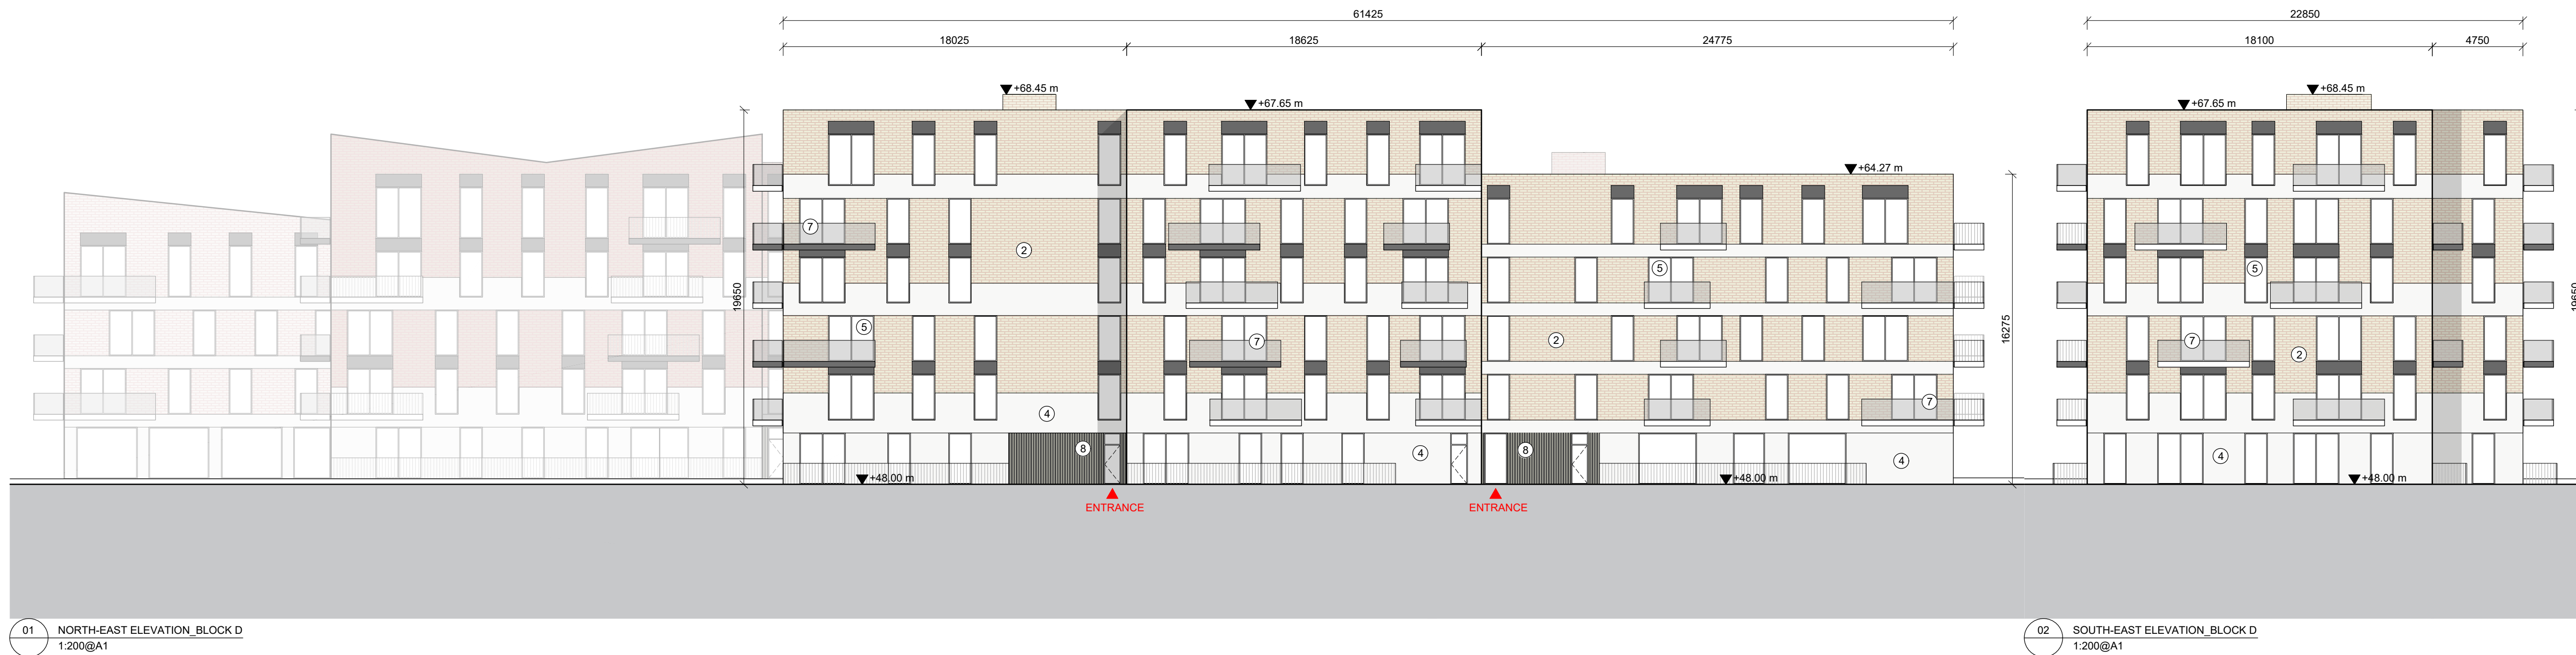 61425
18025
18625
24775
22850
18100
4750
+68.45 m
+67.65 m
+68.45 m
+67.65 m
+64.27 m
19650
16275
19650
7
2
5
5
7
2
5
7
2
7
4
8
4
8
4
4
+48.00 m
+48.00 m
+48.00 m
ENTRANCE
ENTRANCE
01
NORTH-EAST ELEVATION_BLOCK D
1:200@A1
02
SOUTH-EAST ELEVATION_BLOCK D
1:200@A1